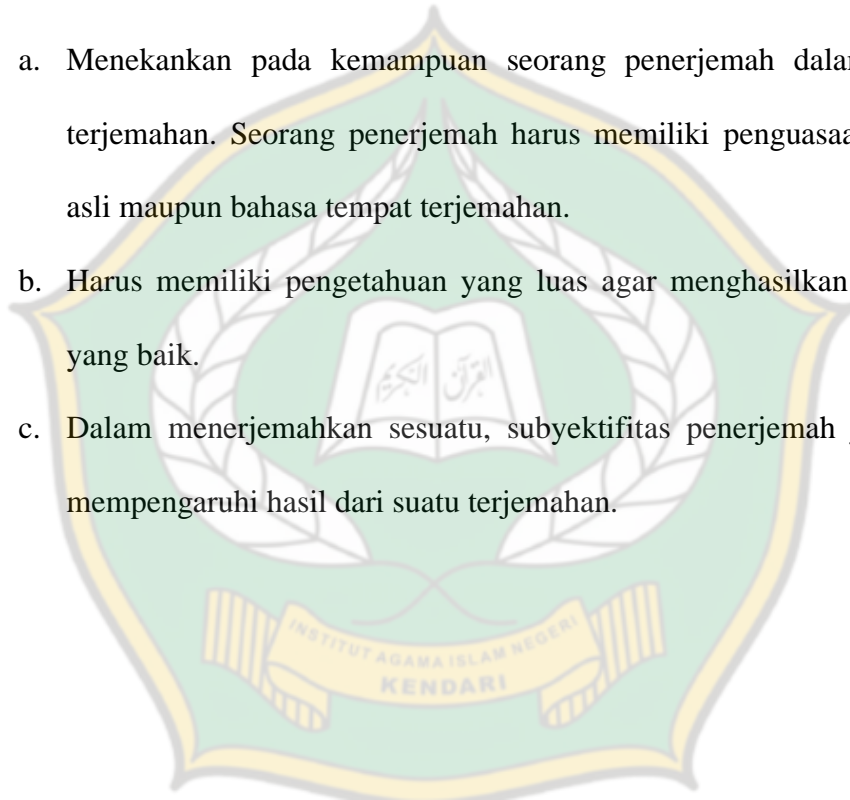 a. Menekankan pada kemampuan seorang penerjemah
terjemahan. Seorang penerjemah harus memiliki
asli maupun bahasa tempat terjemahan.
b. Harus memiliki pengetahuan yang luas agar menghasilkan
yang baik.
القرآن الكريم
c. Dalam menerjemahkan sesuatu, subyektifitas penerjemah
mempengaruhi hasil dari suatu terjemahan.
INSTITUT AGAMA ISLAM NEGERI
KENDARI